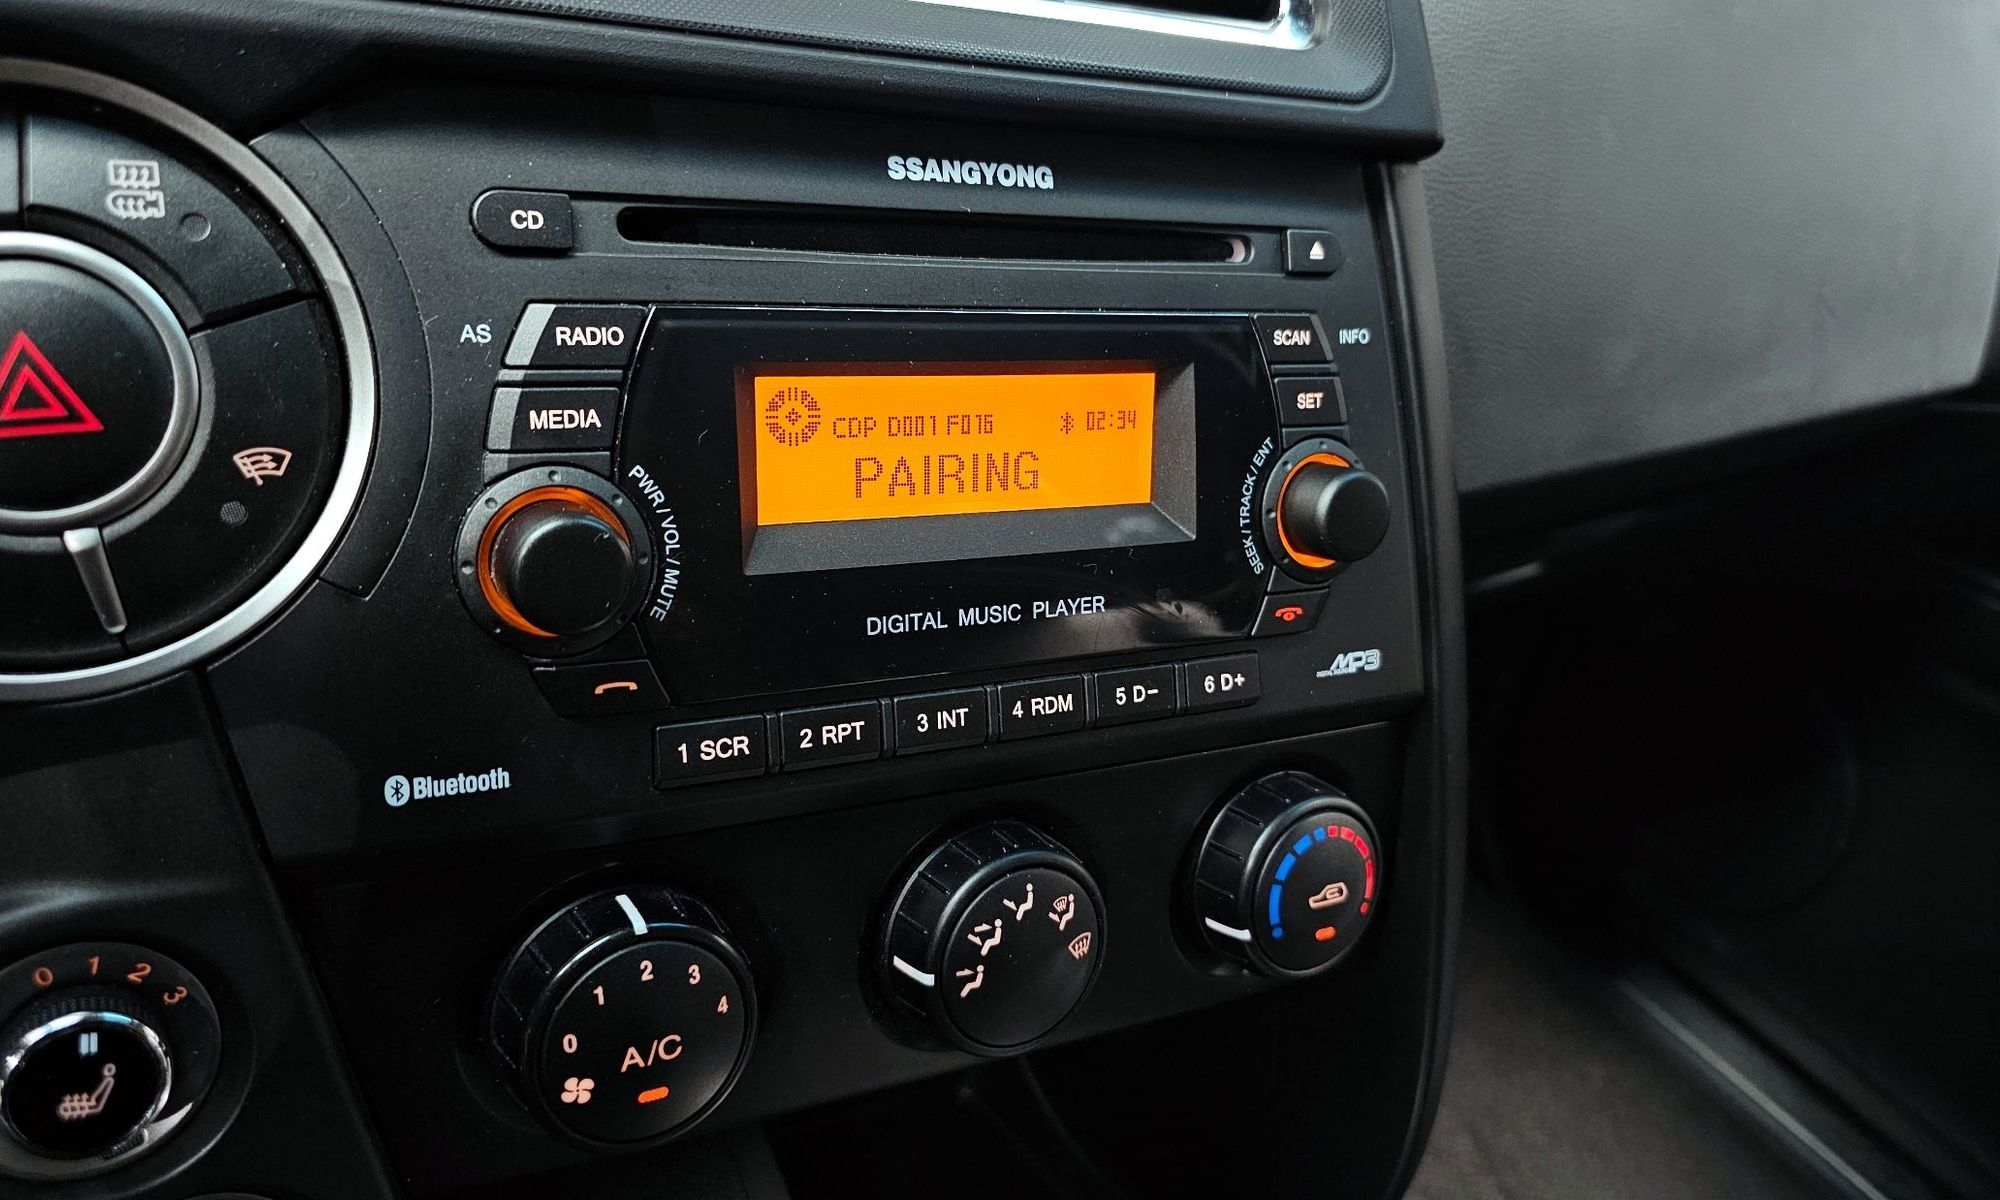 SSANGYONG
CD
AS
RADIO
SCAN
INFO
MEDIA
SET
CDP D001 F016 02:34
PAIRING
PWR / VOL / MUTE
SEEK / TRACK / ENT
DIGITAL MUSIC PLAYER
MP3
1 SCR
2 RPT
3 INT
4 RDM
5 D-
6 D+
Bluetooth
0 1 2 3
0 1 2 3 4
A/C